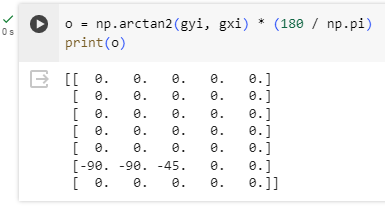 o = np.arctan2(gyi, gxi) * (180 / np.pi)
print(o)
0 s
[[  0.   0.   0.   0.   0.]
 [  0.   0.   0.   0.   0.]
 [  0.   0.   0.   0.   0.]
 [  0.   0.   0.   0.   0.]
 [  0.   0.   0.   0.   0.]
 [-90. -90. -45.   0.   0.]
 [  0.   0.   0.   0.   0.]]